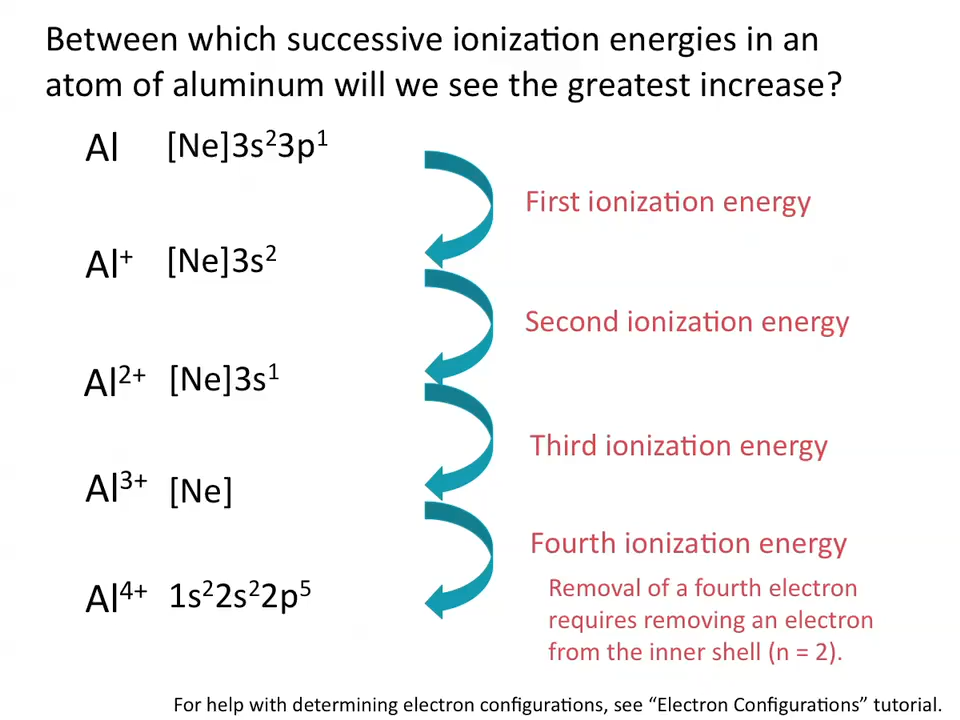 Between which successive ionization energies in an
atom of aluminum will we see the greatest increase?
Al [Ne]3s²3p¹
First ionization energy
Al⁺ [Ne]3s²
Second ionization energy
Al²⁺ [Ne]3s¹
Third ionization energy
Al³⁺ [Ne]
Fourth ionization energy
Al⁴⁺ 1s²2s²2p⁵
Removal of a fourth electron
requires removing an electron
from the inner shell (n = 2).
For help with determining electron configurations, see “Electron Configurations” tutorial.